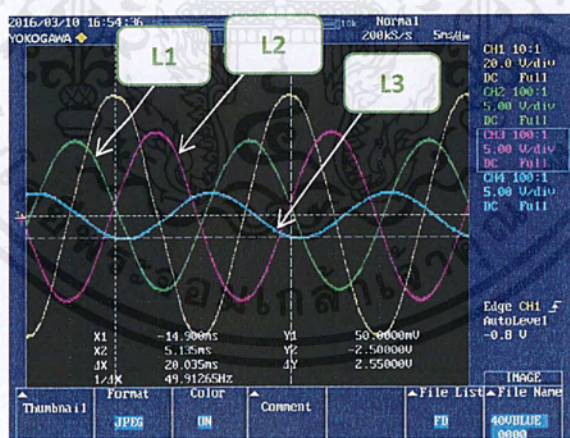 2016/03/10 16:54:36
Normal
YOKOGAWA
10k
200kS/s 5ms/div
L1
L2
L3
CH1 10:1
20.0 V/div
DC Full
CH2 100:1
5.00 V/div
DC Full
CH3 100:1
5.00 V/div
DC Full
CH4 100:1
5.00 V/div
DC Full
Edge CH1
AutoLevel
-0.8 V
X1 -14.900ms Y1 50.0000mV
X2 5.135ms Y2 -2.50000V
ΔX 20.035ms ΔY 2.55000V
1/ΔX 49.91265Hz
IMAGE
Thumbnail
Format
JPEG
Color
ON
Comment
File List
FD
File Name
40VBLUE
0000